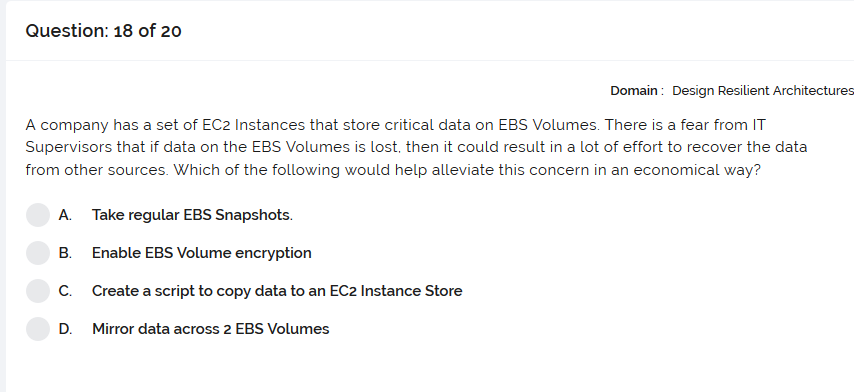 Question: 18 of 20
Domain : Design Resilient Architectures
A company has a set of EC2 Instances that store critical data on EBS Volumes. There is a fear from IT
Supervisors that if data on the EBS Volumes is lost, then it could result in a lot of effort to recover the data
from other sources. Which of the following would help alleviate this concern in an economical way?
A. Take regular EBS Snapshots.
B. Enable EBS Volume encryption
C. Create a script to copy data to an EC2 Instance Store
D. Mirror data across 2 EBS Volumes